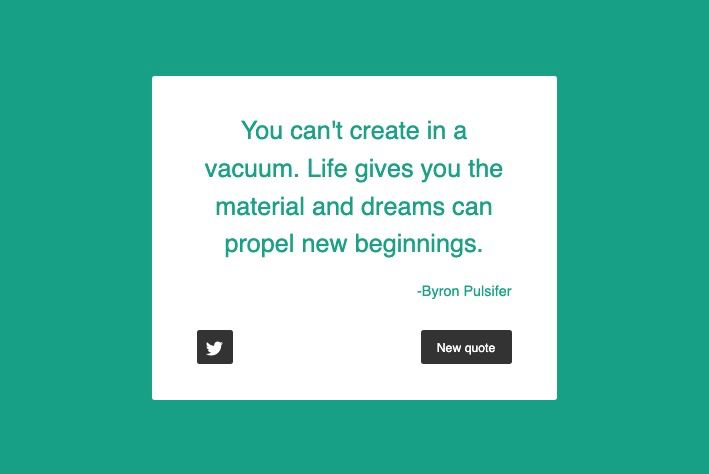 You can't create in a
vacuum. Life gives you the
material and dreams can
propel new beginnings.
-Byron Pulsifer
New quote